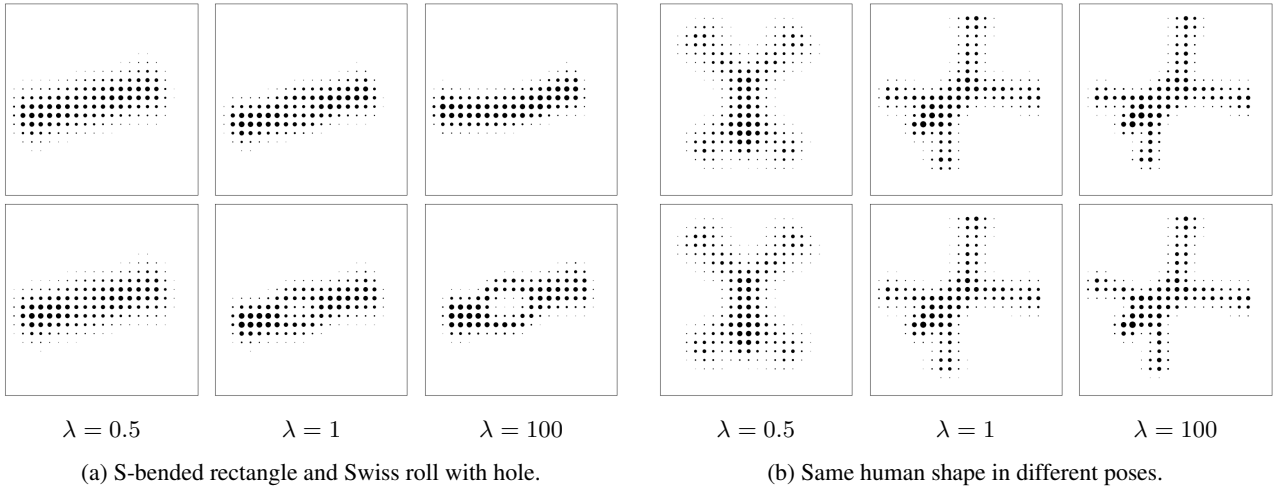 λ = 0.5 λ = 1 λ = 100 λ = 0.5 λ = 1 λ = 100
(a) S-bended rectangle and Swiss roll with hole. (b) Same human shape in different poses.